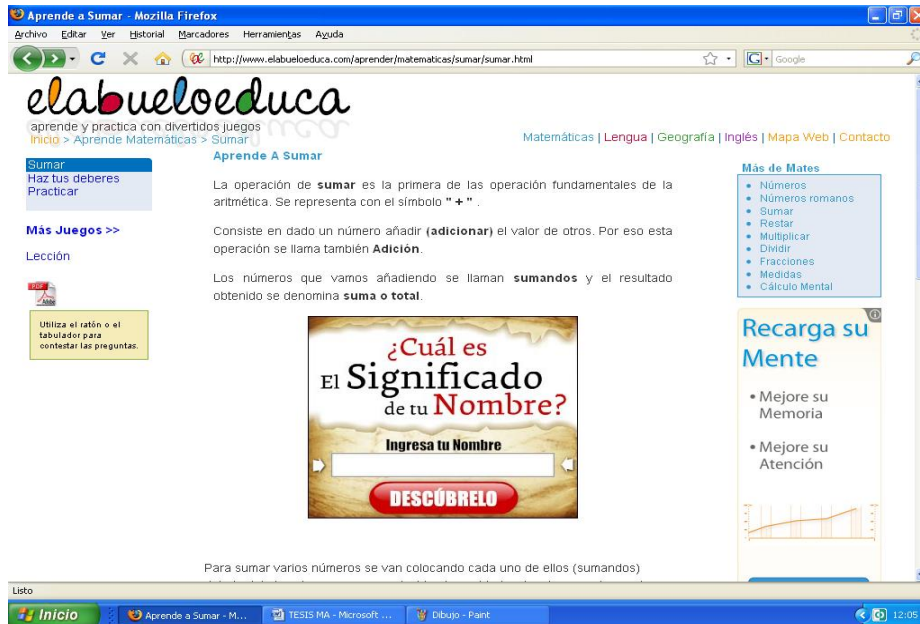 Aprende a Sumar - Mozilla Firefox
Archivo Editar Ver Historial Marcadores Herramientas Ayuda
http://www.elabueloeduca.com/aprender/matematicas/sumar/sumar.html
Google
elabueloeduca
aprende y practica con divertidos juegos
Inicio > Aprende Matemáticas > Sumar
Matemáticas | Lengua | Geografía | Inglés | Mapa Web | Contacto
Sumar
Haz tus deberes
Practicar
Más Juegos >>
Lección
PDF
Adobe
Utiliza el ratón o el
tabulador para
contestar las preguntas.
Aprende A Sumar
La operación de sumar es la primera de las operación fundamentales de la
aritmética. Se representa con el símbolo " + " .
Consiste en dado un número añadir (adicionar) el valor de otros. Por eso esta
operación se llama también Adición.
Los números que vamos añadiendo se llaman sumandos y el resultado
obtenido se denomina suma o total.
¿Cuál es
El Significado
de tu Nombre?
Ingresa tu Nombre
DESCÚBRELO
Para sumar varios números se van colocando cada uno de ellos (sumandos)
Más de Mates
Números
Números romanos
Sumar
Restar
Multiplicar
Dividir
Fracciones
Medidas
Cálculo Mental
Recarga su
Mente
• Mejore su
Memoria
• Mejore su
Atención
Listo
Inicio
Aprende a Sumar - M...
TESIS MA - Microsoft ...
Dibujo - Paint
12:05